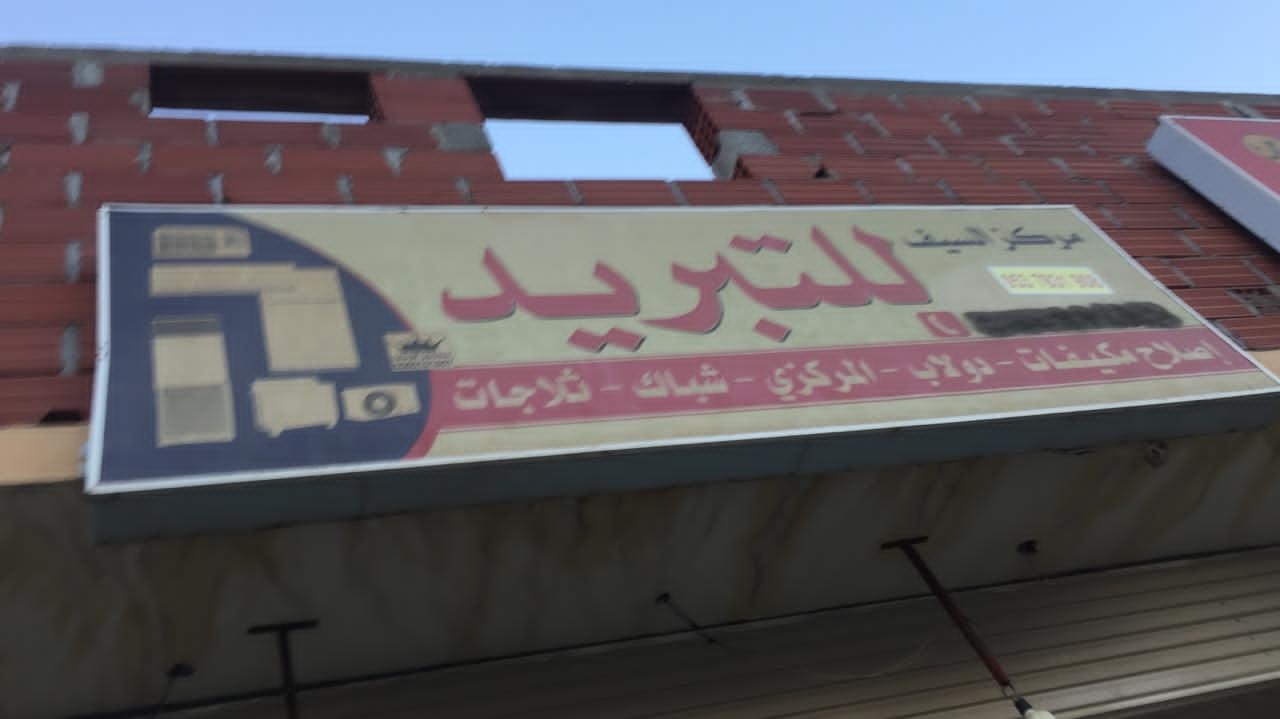 مركز السيف
للتبريد
إصلاح مكيفات - دولاب - المركزي - شباك - ثلاجات